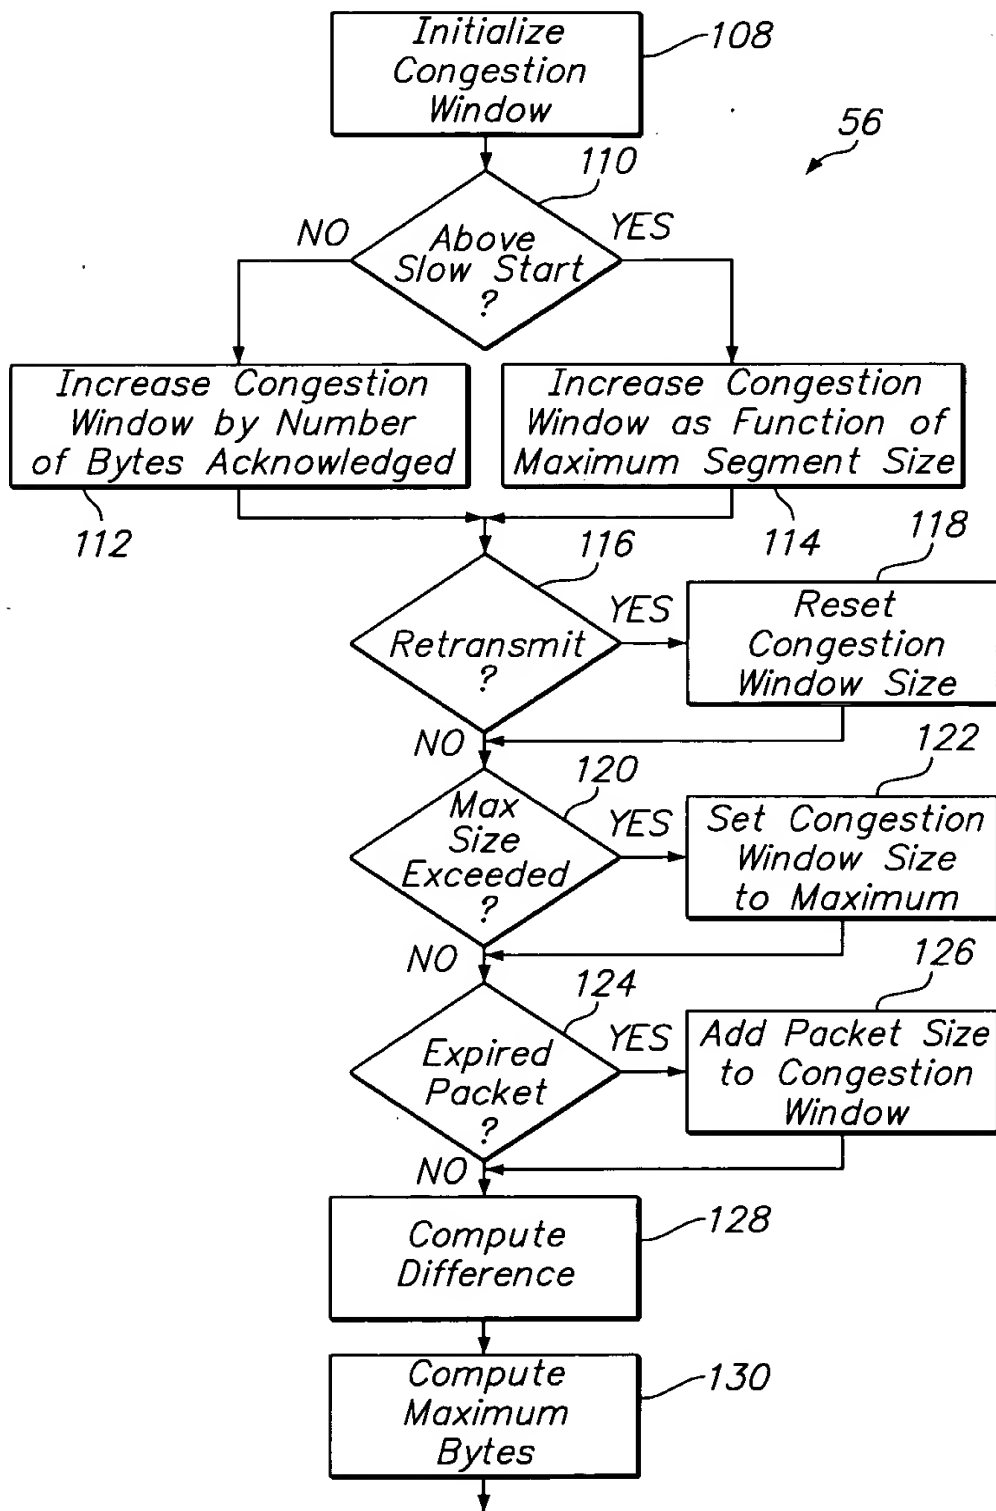 Initialize
Congestion
Window
108
56
110
NO
YES
Above
Slow Start
?
Increase Congestion
Window by Number
of Bytes Acknowledged
Increase Congestion
Window as Function of
Maximum Segment Size
112
114
116
118
Retransmit
?
YES
Reset
Congestion
Window Size
NO
120
122
Max
Size
Exceeded
?
YES
Set Congestion
Window Size
to Maximum
NO
124
126
Expired
Packet
?
YES
Add Packet Size
to Congestion
Window
NO
Compute
Difference
128
Compute
Maximum
Bytes
130